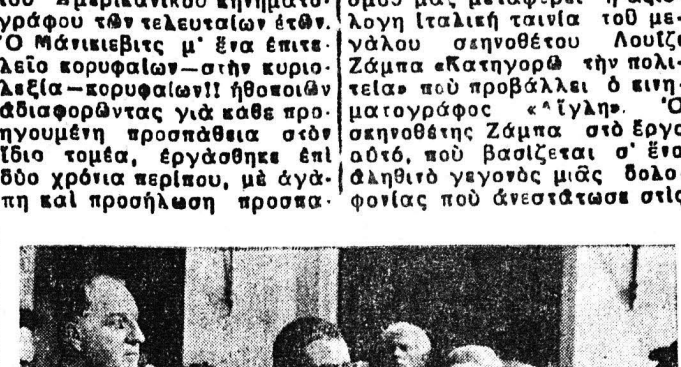 Ἀμερικανικοῦ κινηματο-
γράφου τῶν τελευταίων ἐτῶν.
Ὁ Μάνκιεβιτς μ' ἕνα ἐπιτε-
λεῖο κορυφαίων—στὴν κυριο-
λεξία—κορυφαίων!! ἠθοποιῶν
ἀδιαφορῶντας γιὰ κάθε προ-
ηγουμένη προσπάθεια στὸν
ἴδιο τομέα, ἐργάσθηκε ἐπὶ
δύο χρόνια περίπου, μὲ ἀγά-
πη καὶ προσήλωση προσπα-
μᾶς μεταφέρει ἡ ἀξιό-
λογη ἰταλικὴ ταινία τοῦ με-
γάλου σκηνοθέτου Λουΐζι
Ζάμπα «Κατηγορῶ τὴν πολι-
τεία» ποὺ προβάλλει ὁ κινη-
ματογράφος «Αἴγλη». Ὁ
σκηνοθέτης Ζάμπα στὸ ἔργο
αὐτό, ποὺ βασίζεται σ' ἕνα
ἀληθινὸ γεγονὸς μιᾶς δολο-
φονίας ποὺ ἀνεστάτωσε στὶς